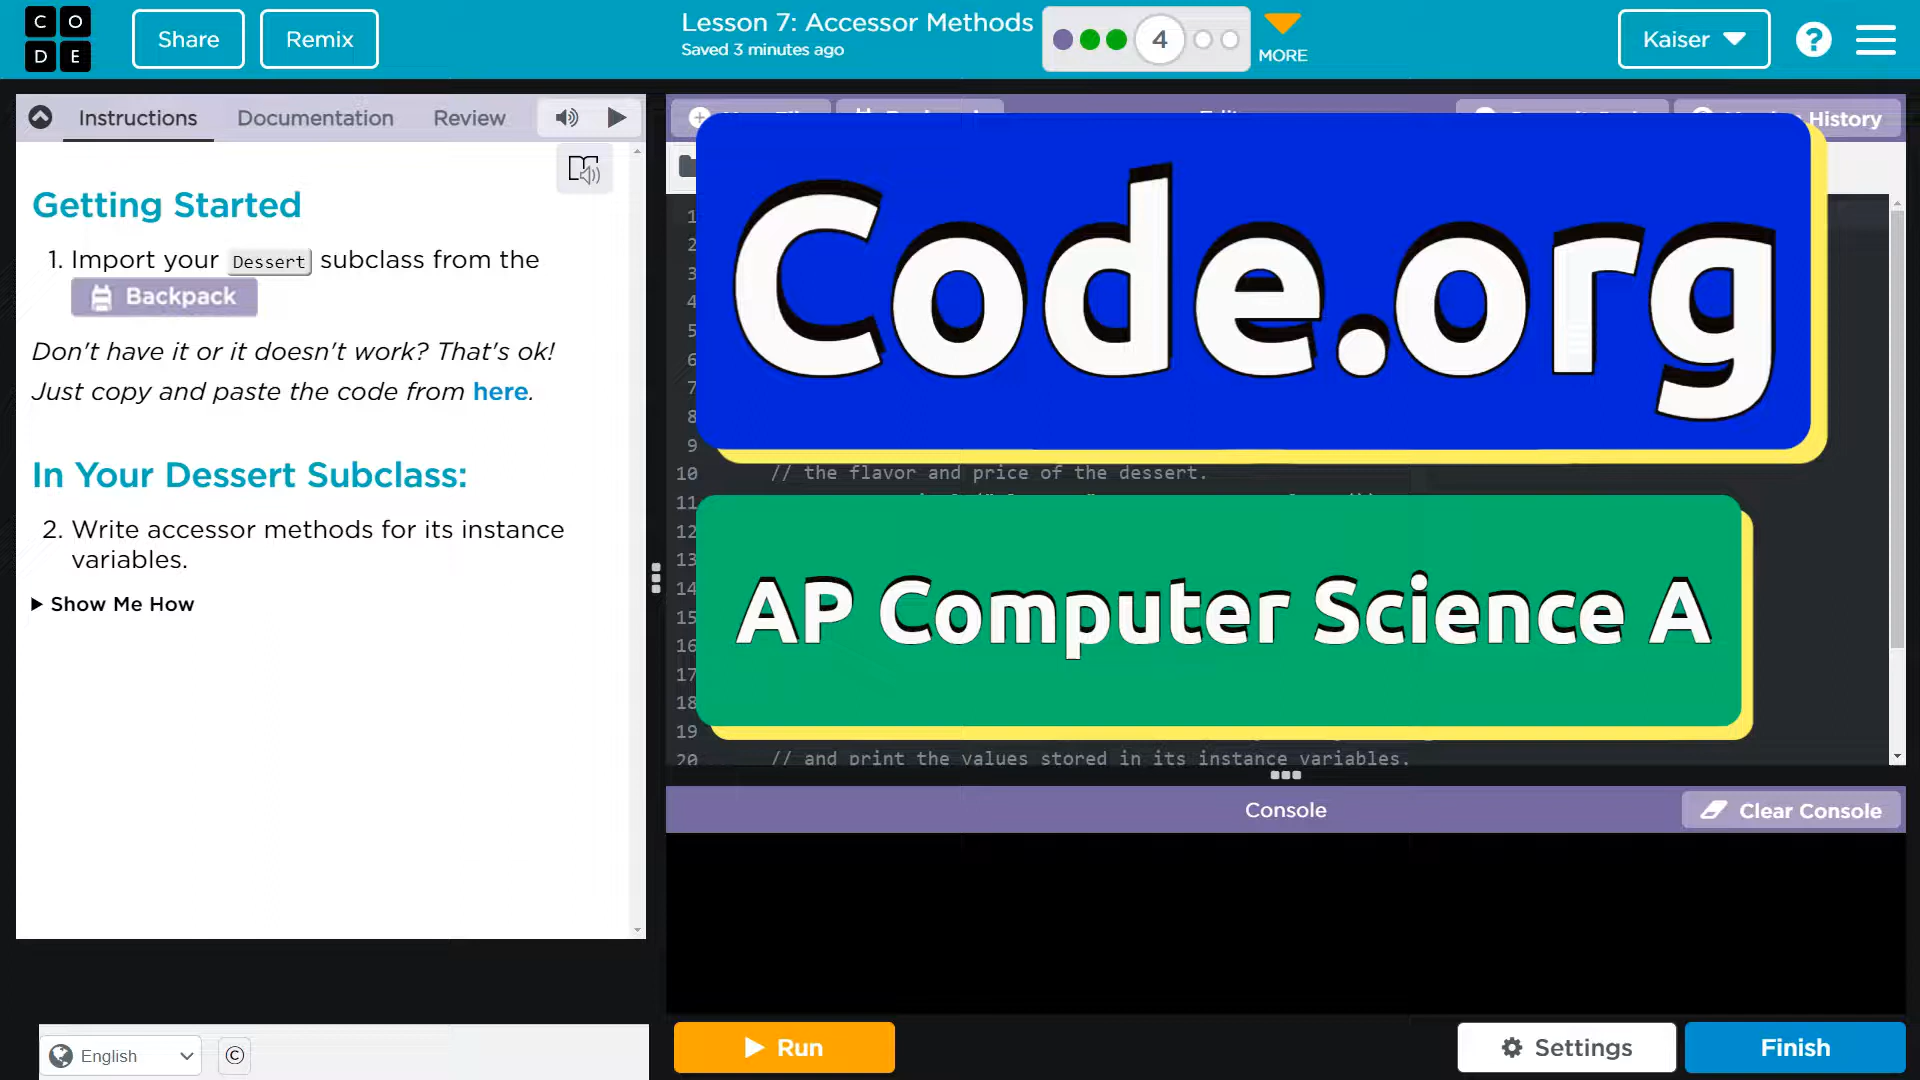 CODE
Share
Remix
Lesson 7: Accessor Methods
Saved 3 minutes ago
4
MORE
Kaiser
?
Instructions
Documentation
Review
History
Getting Started
1. Import your Dessert subclass from the
Backpack
Don't have it or it doesn't work? That's ok!
Just copy and paste the code from here.
In Your Dessert Subclass:
2. Write accessor methods for its instance
variables.
Show Me How
Code.org
AP Computer Science A
1
2
3
4
5
6
7
8
9
10 // the flavor and price of the dessert.
11
12
13
14
15
16
17
18
19
20 // and print the values stored in its instance variables.
Console
Clear Console
English
©
Run
Settings
Finish